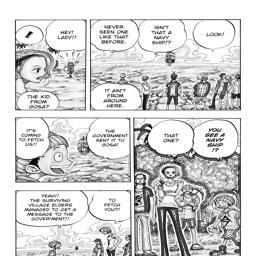 LOOK!
ISN'T
THAT A
NAVY
SHIP!?
NEVER
SEEN ONE
LIKE THAT
BEFORE.
IT AIN'T
FROM
AROUND
HERE.
HEY!
LADY!!
THE KID
FROM
GOSA?
YOU
SEE A
NAVY
SHIP
!?
THAT
ONE?
THE
GOVERNMENT
SENT IT TO
GOSA!
IT'S
COMING
TO FETCH
US!!
TO
FETCH
YOU?!
YEAH!!
THE SURVIVING
VILLAGE ELDERS
MANAGED TO GET A
MESSAGE TO THE
GOVER'MENT!!